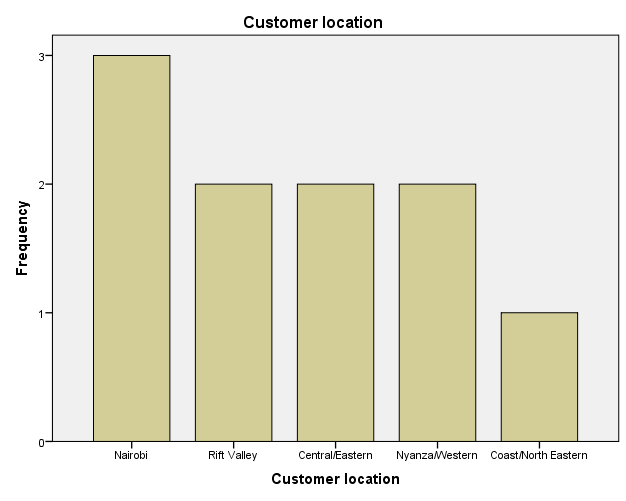 Customer location
Frequency
3
2
1
0
Nairobi
Rift Valley
Central/Eastern
Nyanza/Western
Coast/North Eastern
Customer location